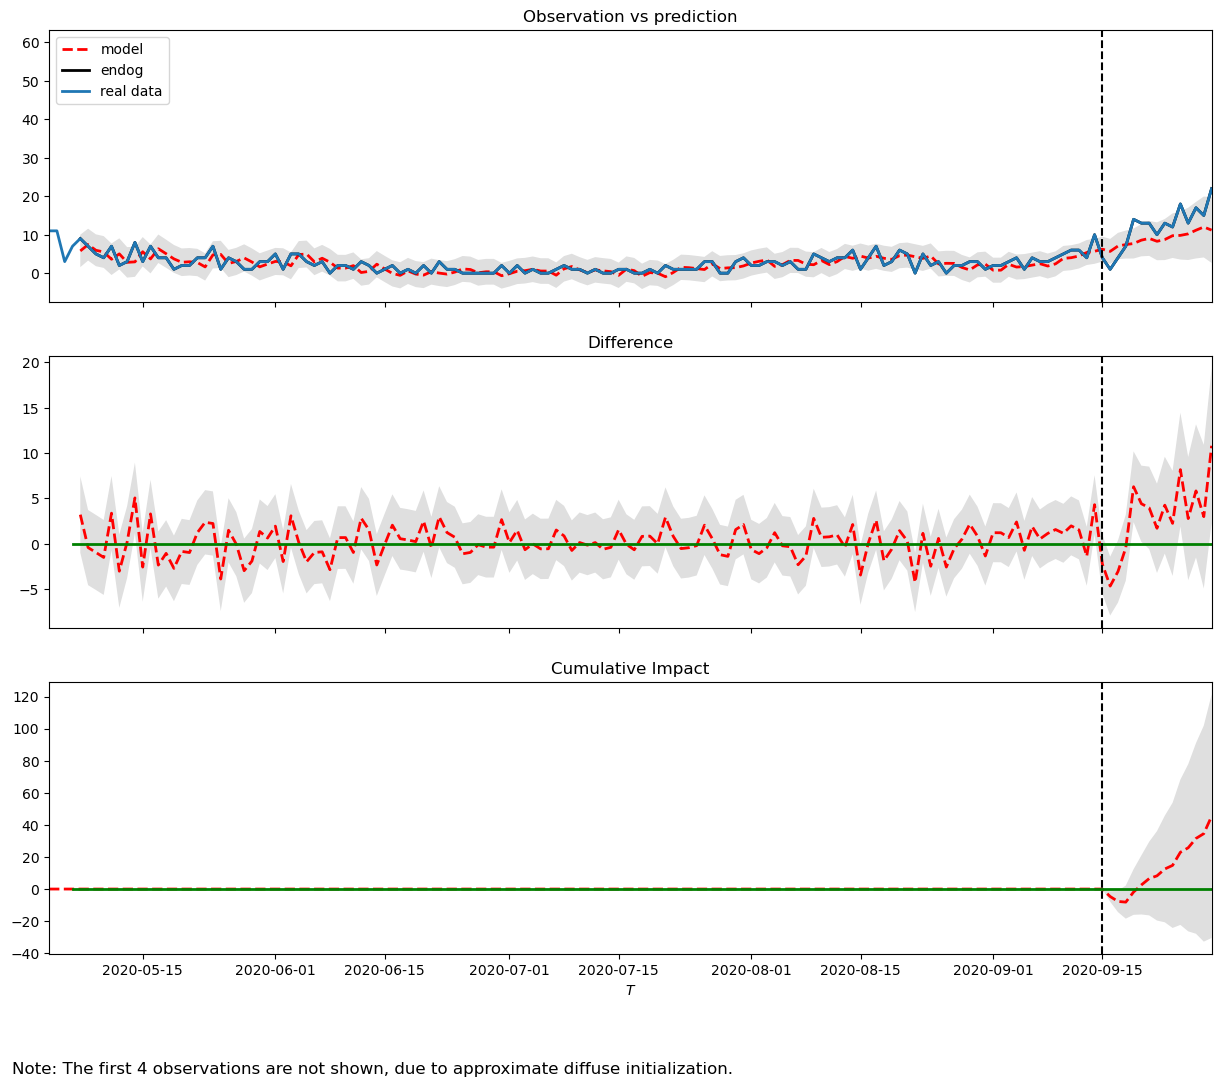 Observation vs prediction
60
50
40
30
20
10
0
model
endog
real data
Difference
20
15
10
5
0
−5
Cumulative Impact
120
100
80
60
40
20
0
−20
−40
2020-05-15 2020-06-01 2020-06-15 2020-07-01 2020-07-15 2020-08-01 2020-08-15 2020-09-01 2020-09-15
T
Note: The first 4 observations are not shown, due to approximate diffuse initialization.